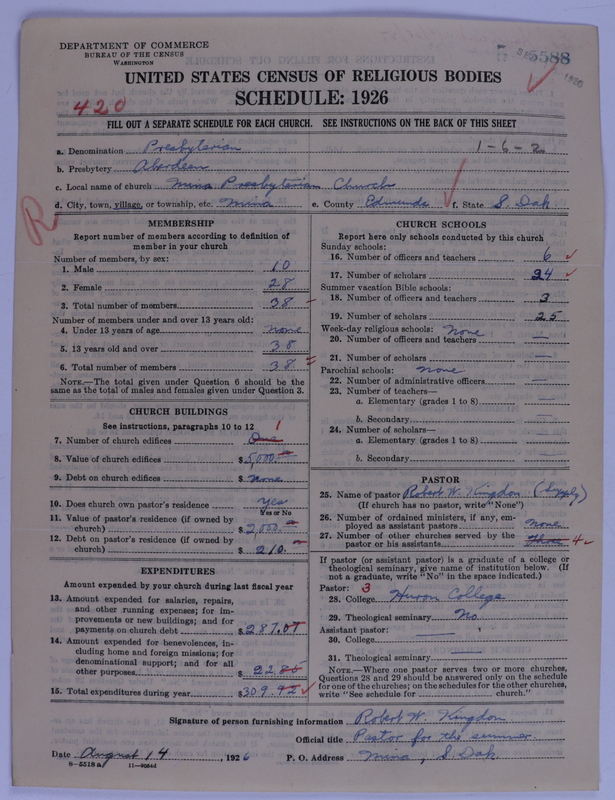 DEPARTMENT OF COMMERCE
BUREAU OF THE CENSUS
WASHINGTON
5588
UNITED STATES CENSUS OF RELIGIOUS BODIES
SCHEDULE: 1926
420
FILL OUT A SEPARATE SCHEDULE FOR EACH CHURCH. SEE INSTRUCTIONS ON THE BACK OF THIS SHEET
a. Denomination Presbyterian 1-6-2
b. Presbytery Aberdeen
c. Local name of church Mina Presbyterian Church
d. City, town, village, or township, etc. Mina e. County Edmunds f. State S. Dak.
R
MEMBERSHIP
Report number of members according to definition of member in your church
Number of members, by sex:
1. Male 10
2. Female 28
3. Total number of members 38
Number of members under and over 13 years old:
4. Under 13 years of age none
5. 13 years old and over 38
6. Total number of members 38
NOTE.—The total given under Question 6 should be the same as the total of males and females given under Question 3.
CHURCH BUILDINGS
See instructions, paragraphs 10 to 12
7. Number of church edifices One 1
8. Value of church edifices $5,000.00
9. Debt on church edifices $ None
10. Does church own pastor's residence Yes
Yes or No
11. Value of pastor's residence (if owned by church) $2,000.00
12. Debt on pastor's residence (if owned by church) $ 210.
EXPENDITURES
Amount expended by your church during last fiscal year
13. Amount expended for salaries, repairs, and other running expenses; for improvements or new buildings; and for payments on church debt $287.07
14. Amount expended for benevolences, including home and foreign missions; for denominational support; and for all other purposes $22.85
15. Total expenditures during year $309.92
CHURCH SCHOOLS
Report here only schools conducted by this church
Sunday schools:
16. Number of officers and teachers 6
17. Number of scholars 24
Summer vacation Bible schools:
18. Number of officers and teachers 3
19. Number of scholars 25
Week-day religious schools: None
20. Number of officers and teachers —
21. Number of scholars —
Parochial schools: none
22. Number of administrative officers —
23. Number of teachers—
a. Elementary (grades 1 to 8) —
b. Secondary —
24. Number of scholars—
a. Elementary (grades 1 to 8) —
b. Secondary —
PASTOR
25. Name of pastor Robert W. Kingdon (Supply)
(If church has no pastor, write "None")
26. Number of ordained ministers, if any, employed as assistant pastors none
27. Number of other churches served by the pastor or his assistants 4
If pastor (or assistant pastor) is a graduate of a college or theological seminary, give name of institution below. (If not a graduate, write "No" in the space indicated.)
Pastor: 3
28. College Huron College
29. Theological seminary No
Assistant pastor:
30. College —
31. Theological seminary —
NOTE.—Where one pastor serves two or more churches, Questions 28 and 29 should be answered only on the schedule for one of the churches; on the schedules for the other churches, write "See schedule for church."
Signature of person furnishing information Robert W. Kingdon
Official title Pastor for the summer
Date August 14, 1926 P. O. Address Mina, S Dak
8-5518a 11-9554d